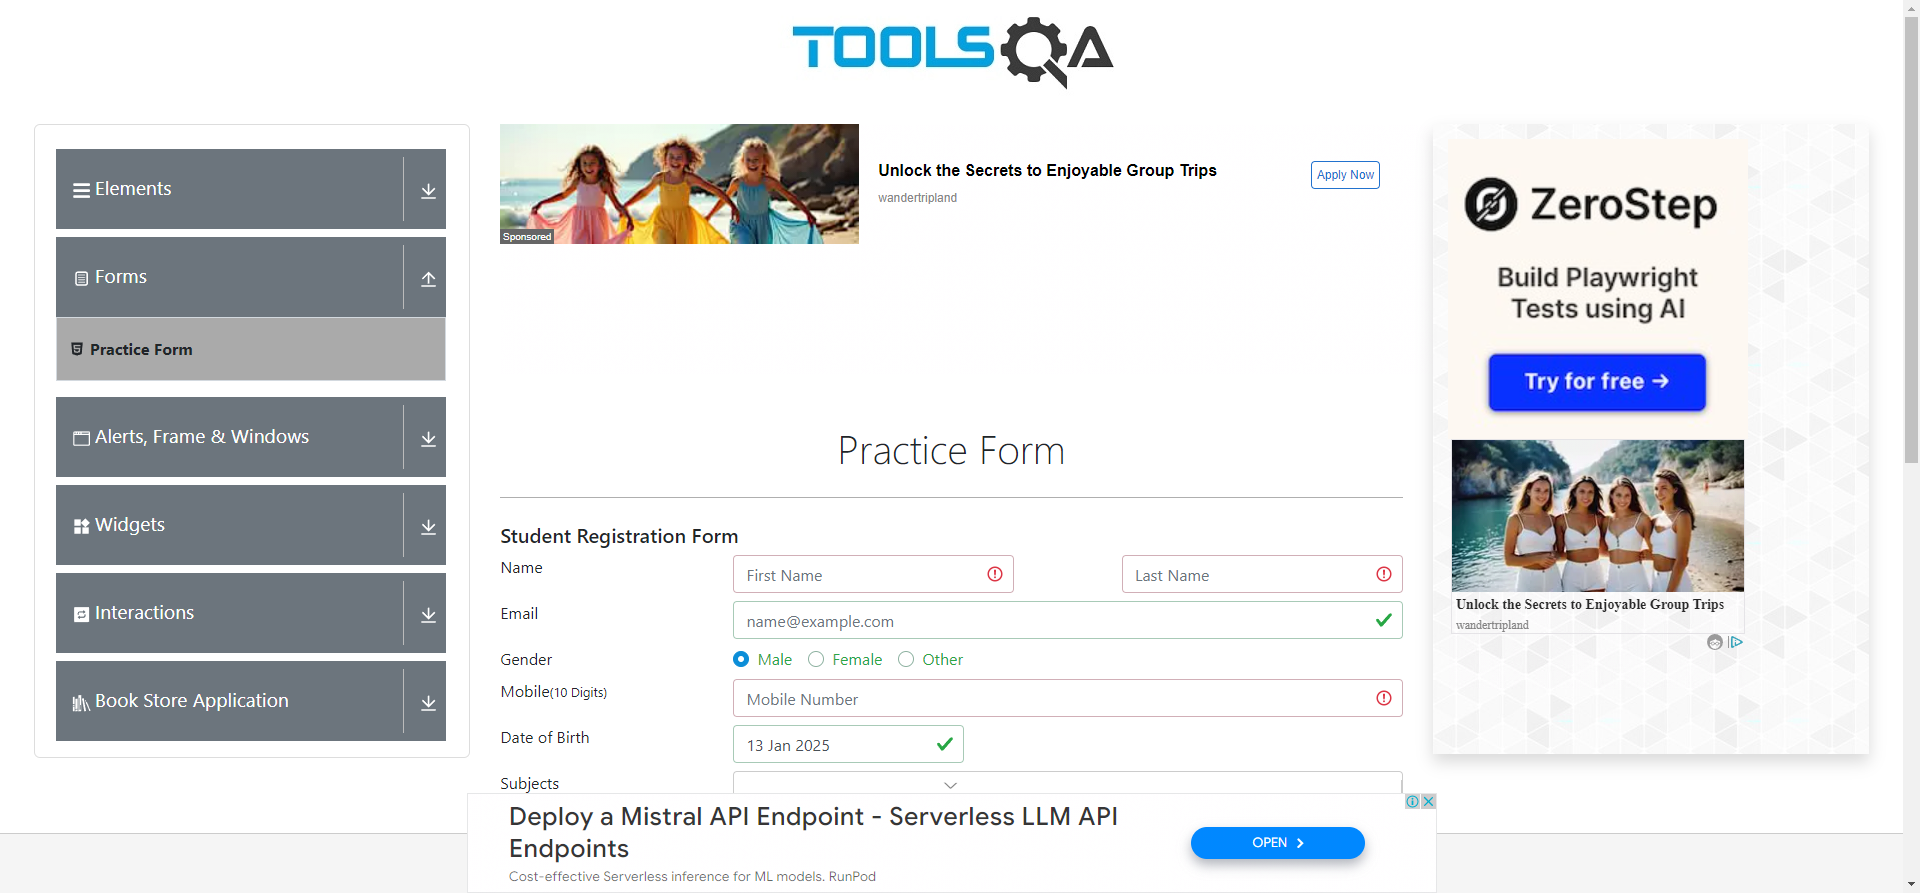 TOOLSQA
Elements
Forms
Practice Form
Alerts, Frame & Windows
Widgets
Interactions
Book Store Application
Sponsored
Unlock the Secrets to Enjoyable Group Trips
wandertripland
Apply Now
Practice Form
Student Registration Form
Name
First Name
Last Name
Email
name@example.com
Gender
Male
Female
Other
Mobile(10 Digits)
Mobile Number
Date of Birth
13 Jan 2025
Subjects
ZeroStep
Build Playwright
Tests using AI
Try for free →
Unlock the Secrets to Enjoyable Group Trips
wandertripland
Deploy a Mistral API Endpoint - Serverless LLM API
Endpoints
Cost-effective Serverless inference for ML models. RunPod
OPEN